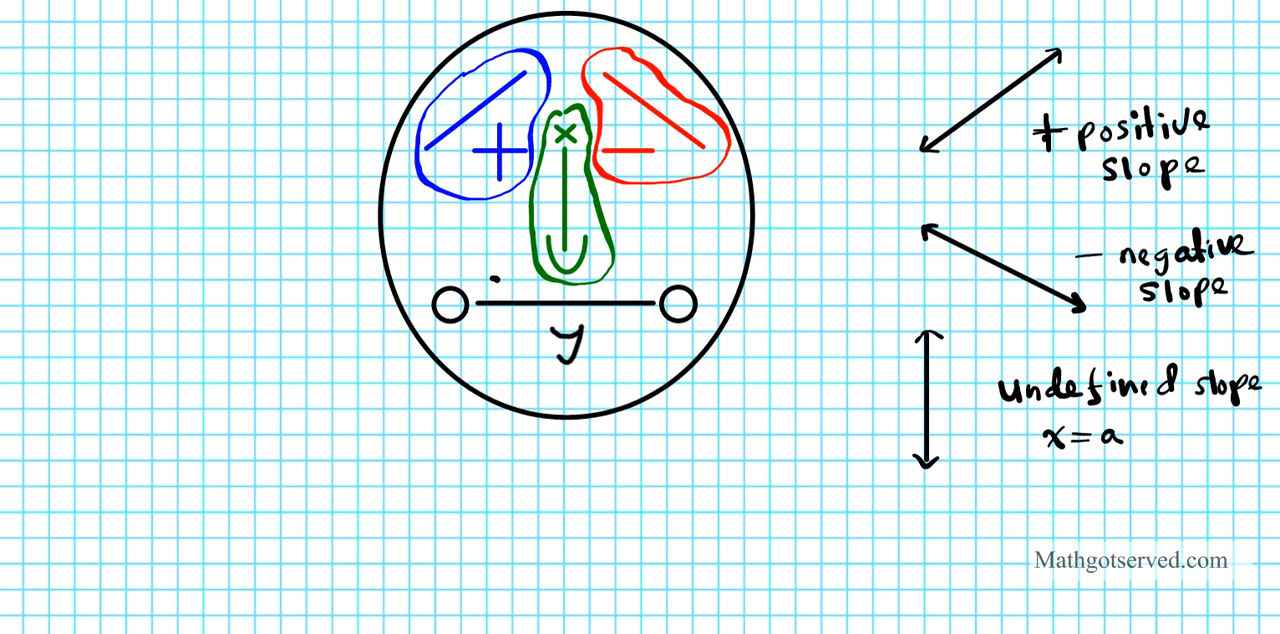 +
−
x
U
O
O
y
+ positive
slope
− negative
slope
undefined slope
x = a
Mathgotserved.com